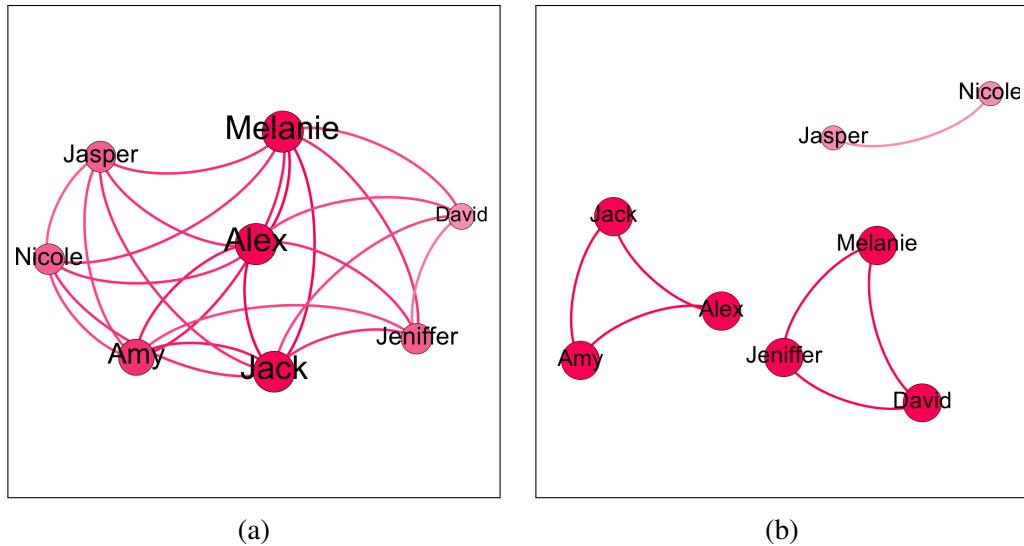 Melanie
Jasper
David
Alex
Nicole
Jeniffer
Amy
Jack
(a)
Nicole
Jasper
Jack
Melanie
Alex
Jeniffer
Amy
David
(b)